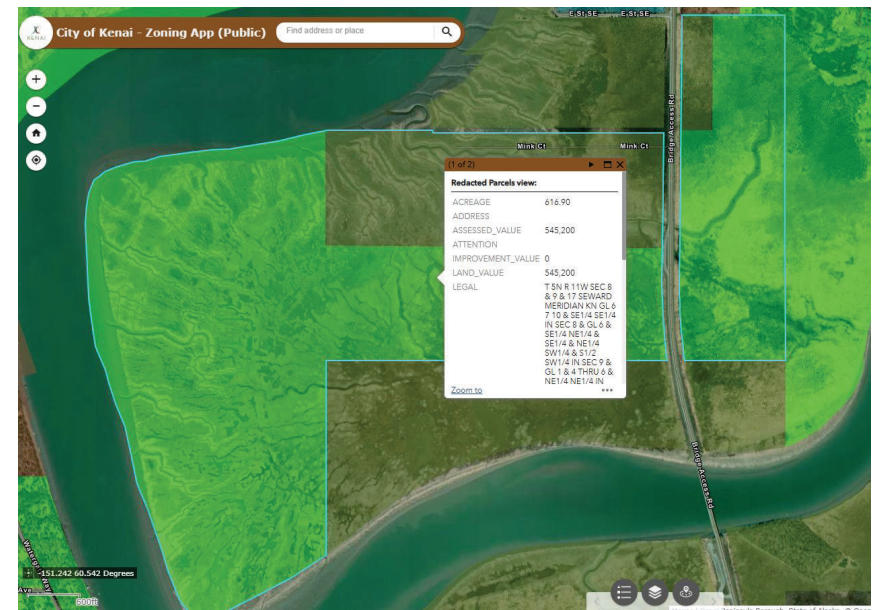 E St SE E St SE
KENAI
City of Kenai - Zoning App (Public)
Find address or place
+
−
Bridge Access Rd
Mink Ct Mink Ct
(1 of 2)
Redacted Parcels view:
ACREAGE 616.90
ADDRESS
ASSESSED_VALUE 545,200
ATTENTION
IMPROVEMENT_VALUE 0
LAND_VALUE 545,200
LEGAL T 5N R 11W SEC 8
& 9 & 17 SEWARD
MERIDIAN KN GL 6
7 10 & SE1/4 SE1/4
IN SEC 8 & GL 6 &
SE1/4 NE1/4 &
SE1/4 & NE1/4
SW1/4 & S1/2
SW1/4 IN SEC 9 &
GL 1 & 4 THRU 6 &
NE1/4 NE1/4 IN
Zoom to
Bridge Access Rd
Way
-151.242 60.542 Degrees
Ave
600ft